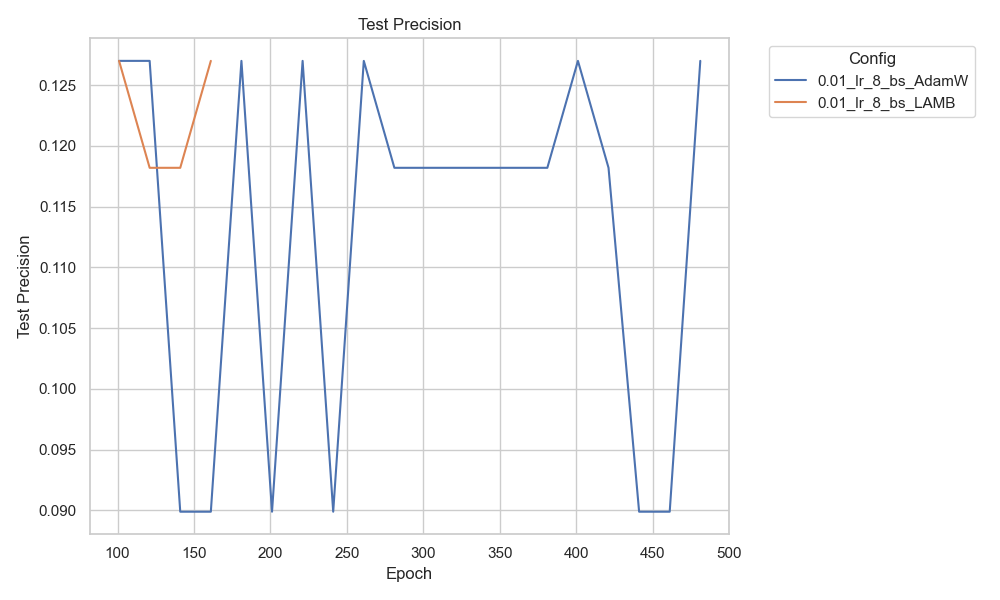 Test Precision
Config
0.01_lr_8_bs_AdamW
0.01_lr_8_bs_LAMB
Test Precision
0.125
0.120
0.115
0.110
0.105
0.100
0.095
0.090
100 150 200 250 300 350 400 450 500
Epoch